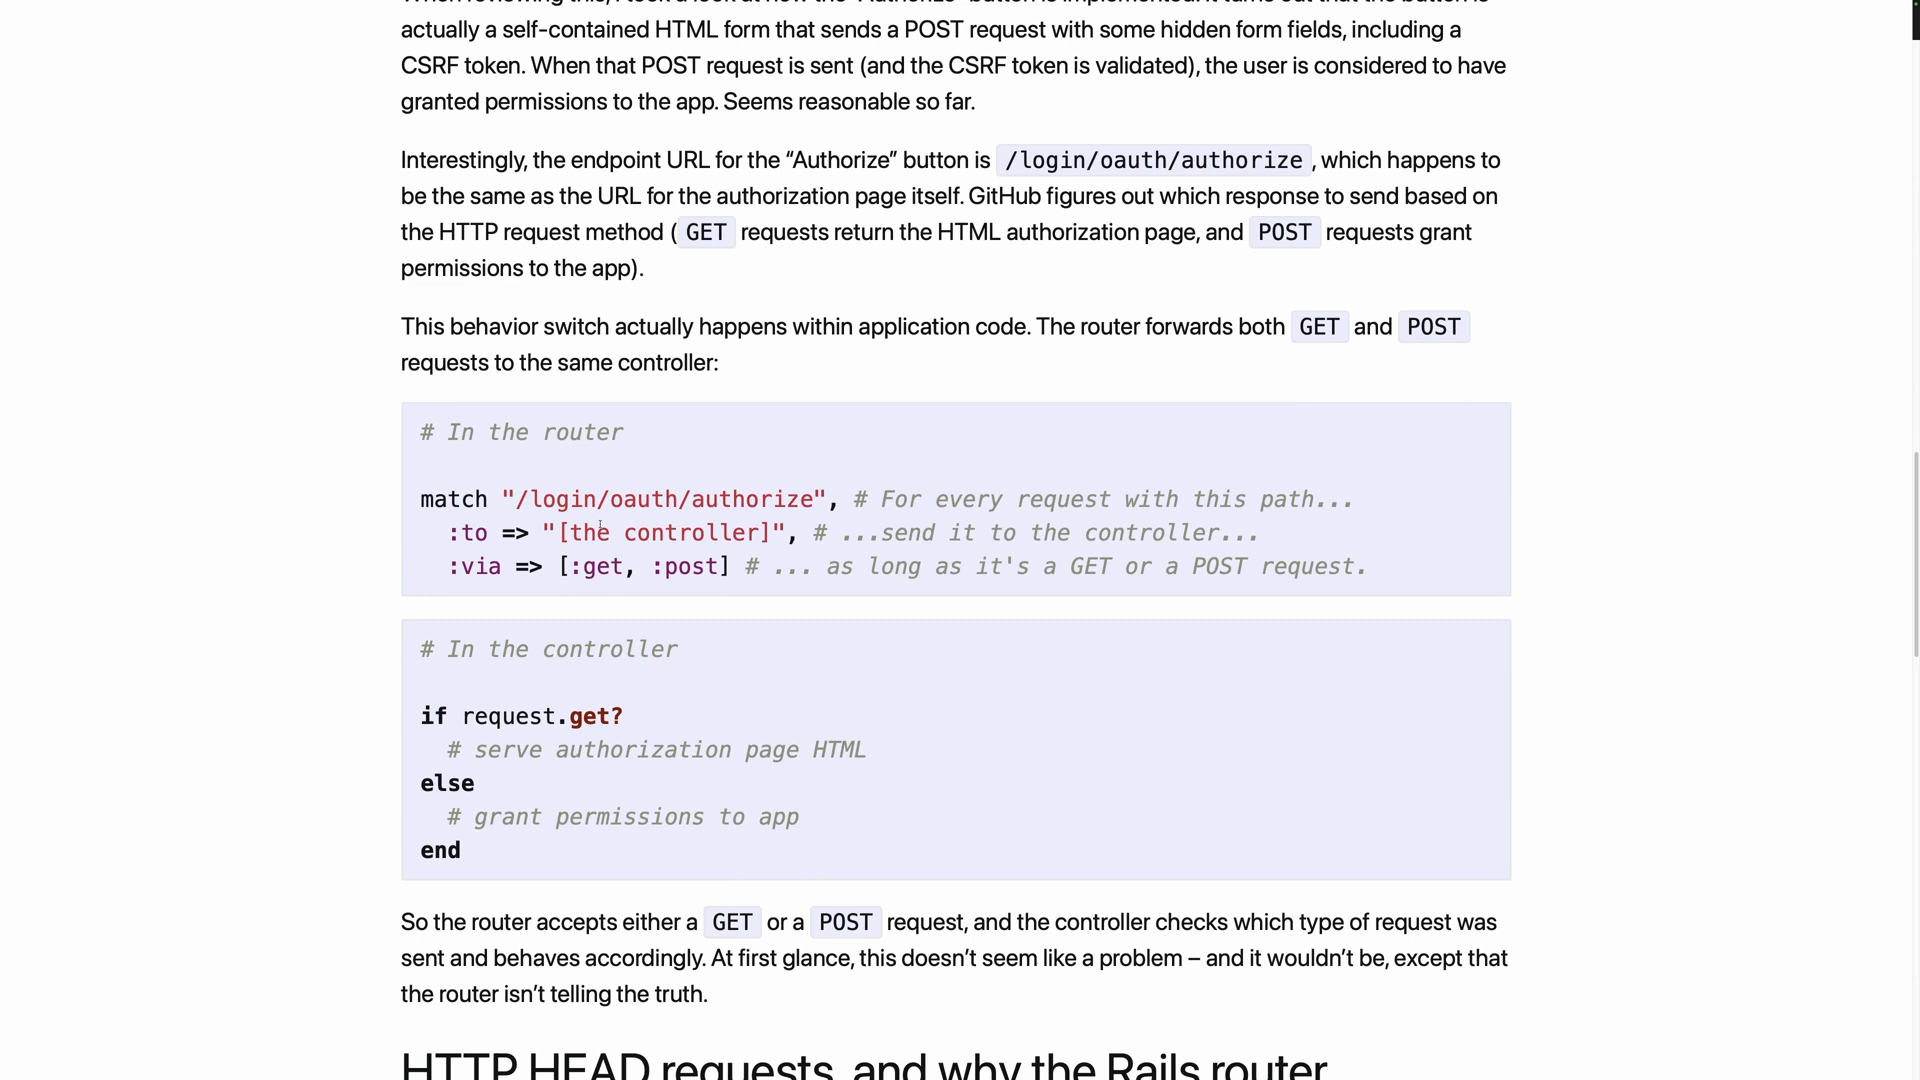 actually a self-contained HTML form that sends a POST request with some hidden form fields, including a
CSRF token. When that POST request is sent (and the CSRF token is validated), the user is considered to have
granted permissions to the app. Seems reasonable so far.
Interestingly, the endpoint URL for the “Authorize” button is /login/oauth/authorize, which happens to
be the same as the URL for the authorization page itself. GitHub figures out which response to send based on
the HTTP request method (GET requests return the HTML authorization page, and POST requests grant
permissions to the app).
This behavior switch actually happens within application code. The router forwards both GET and POST
requests to the same controller:
# In the router
match "/login/oauth/authorize", # For every request with this path...
  :to => "[the controller]", # ...send it to the controller...
  :via => [:get, :post] # ... as long as it's a GET or a POST request.
# In the controller
if request.get?
  # serve authorization page HTML
else
  # grant permissions to app
end
So the router accepts either a GET or a POST request, and the controller checks which type of request was
sent and behaves accordingly. At first glance, this doesn’t seem like a problem – and it wouldn’t be, except that
the router isn’t telling the truth.
HTTP HEAD requests, and why the Rails router